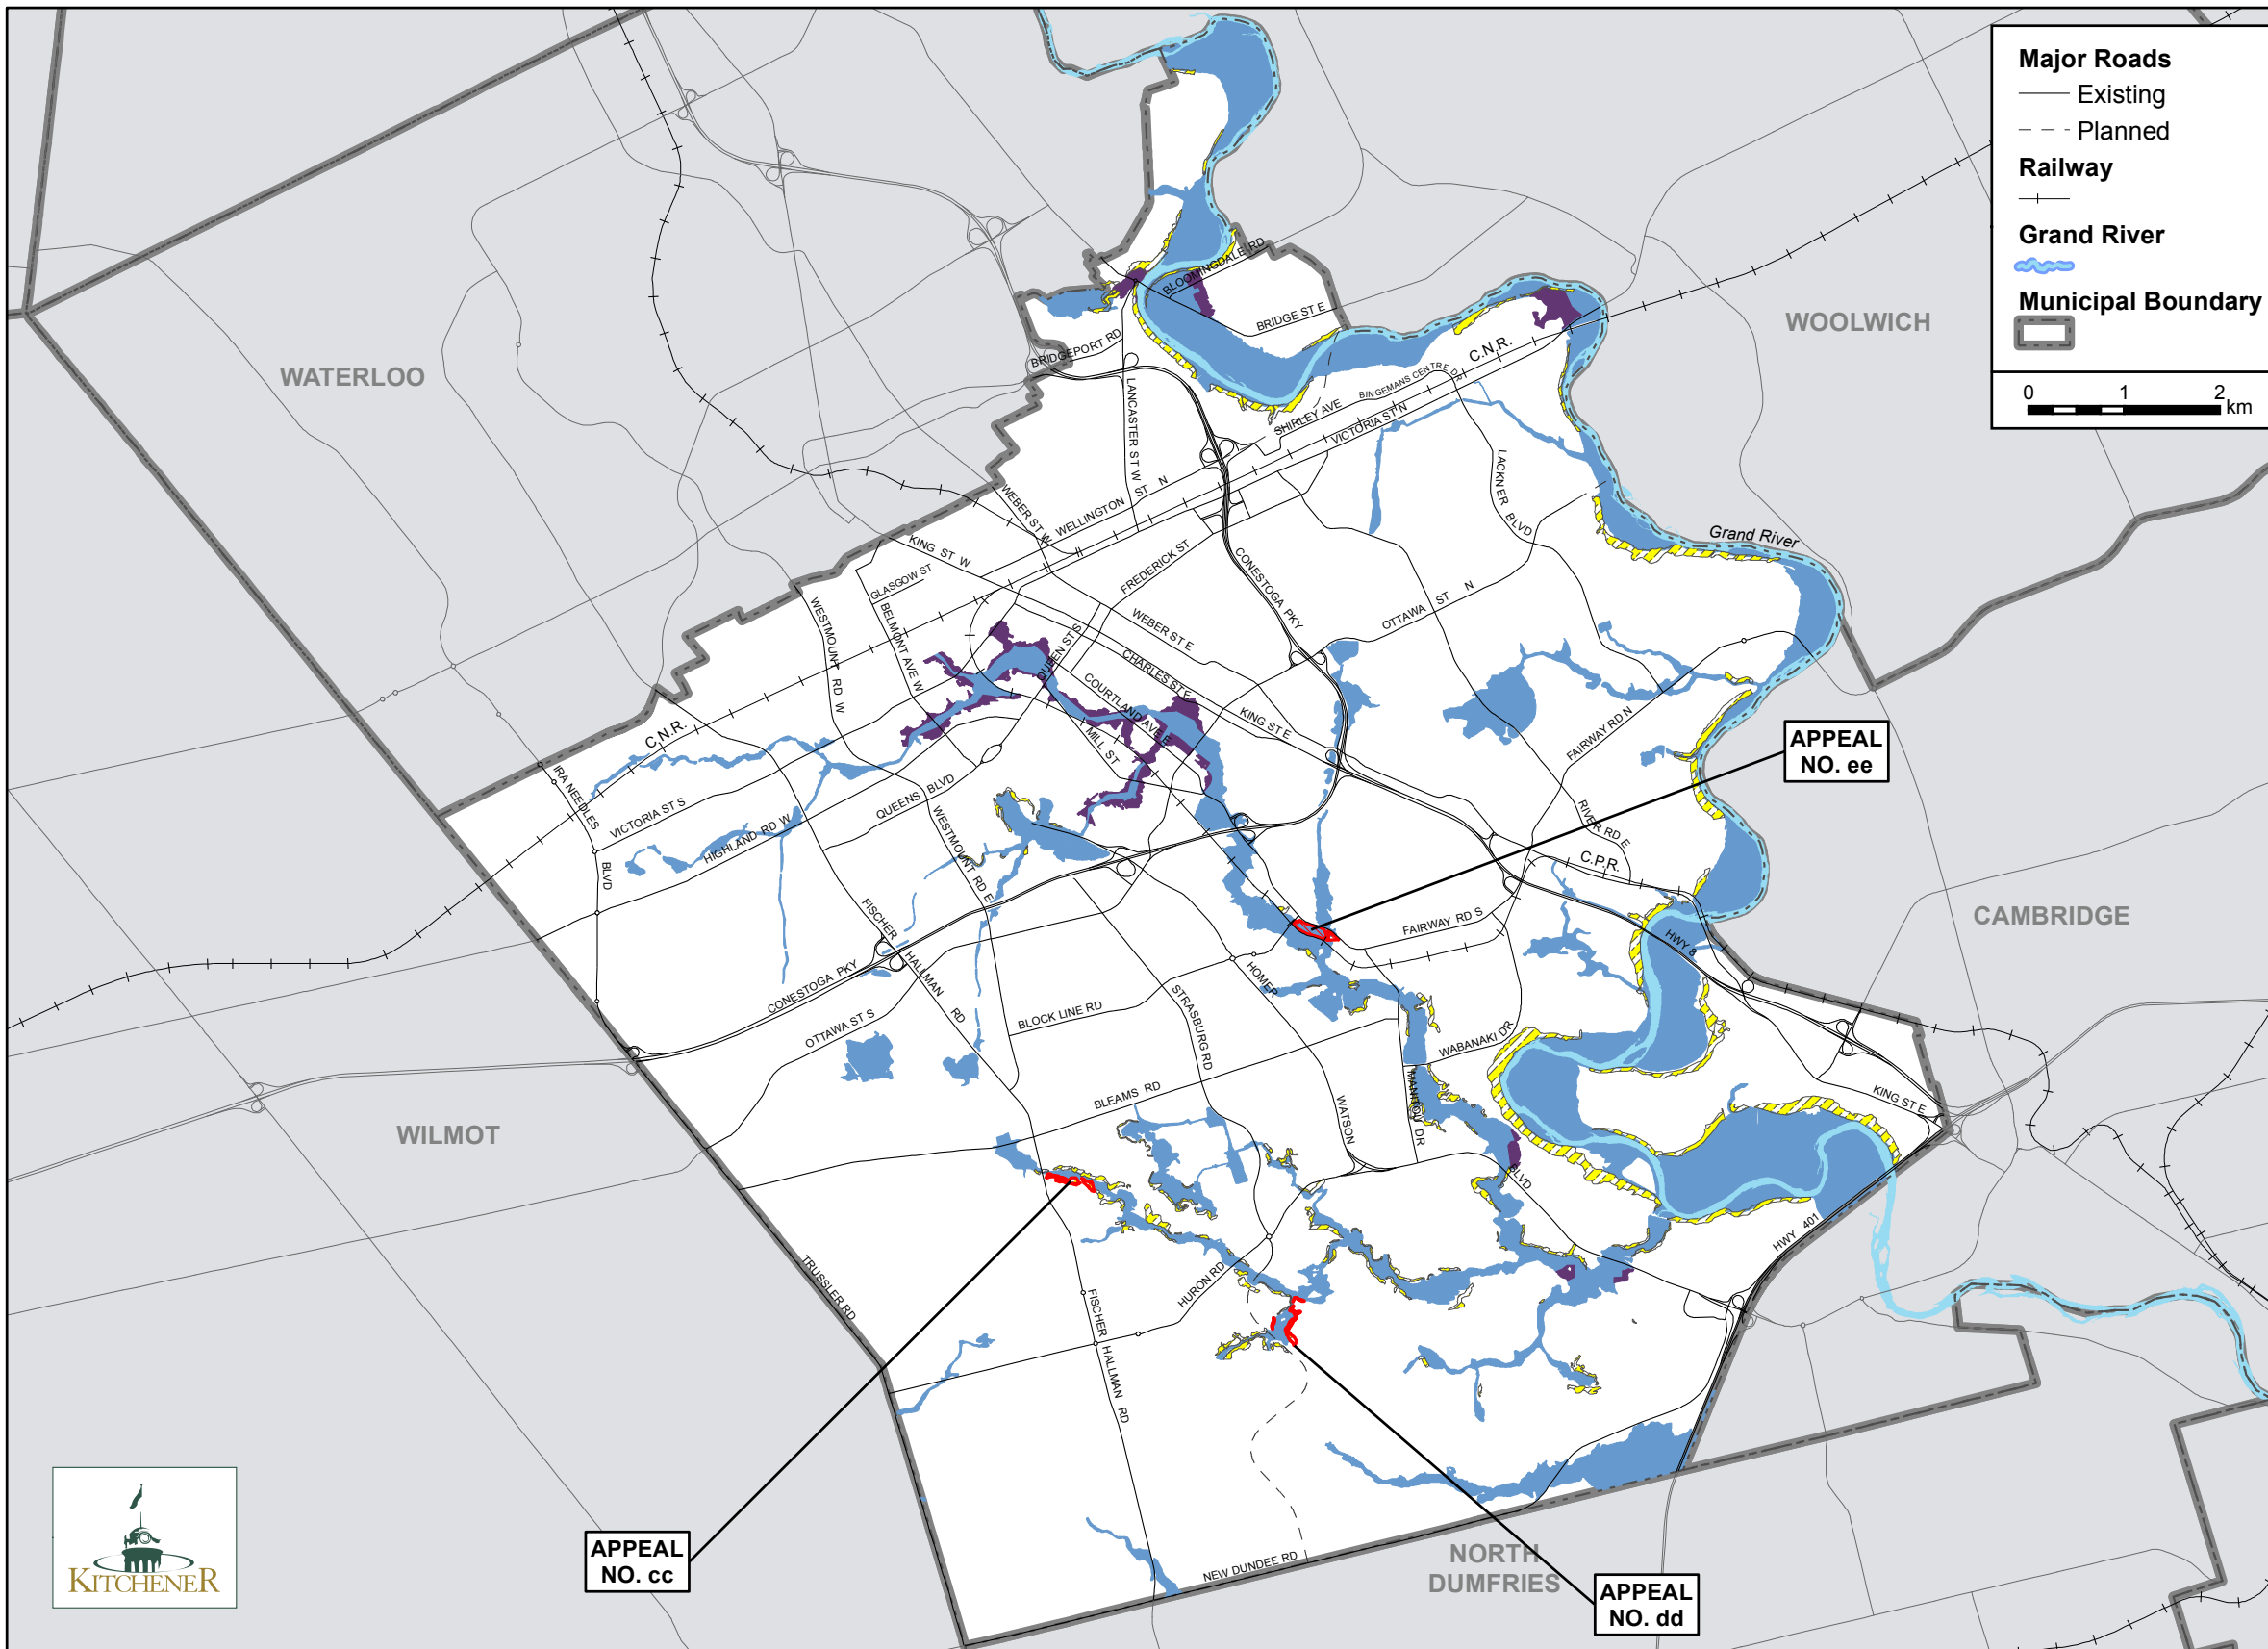 Major Roads
Existing
Planned
Railway
Grand River
Municipal Boundary
0 1 2
km
WOOLWICH
WATERLOO
BLOOMINGDALE RD
BRIDGE ST E
BRIDGEPORT RD
C.N.R.
BINGEMANS CENTRE DR
SHIRLEY AVE
VICTORIA ST N
LANCASTER ST W
LACKNER BLVD
WEBER ST W
WELLINGTON ST N
Grand River
KING ST W
FREDERICK ST
CONESTOGA PKY
GLASGOW ST
BELMONT AVE W
WESTMOUNT RD W
OTTAWA ST N
WEBER ST E
QUEEN ST S
CHARLES ST E
COURTLAND AVE E
KING ST E
MILL ST
FAIRWAY RD N
C.N.R.
APPEAL
NO. ee
IRA NEEDLES
BLVD
VICTORIA ST S
HIGHLAND RD W
QUEENS BLVD
WESTMOUNT RD E
RIVER RD E
C.P.R.
CAMBRIDGE
FISCHER
HALLMAN
RD
FAIRWAY RD S
HWY 8
CONESTOGA PKY
HOMER
WATSON
BLVD
STRASBURG RD
BLOCK LINE RD
OTTAWA ST S
WABANAKI DR
MANITOU DR
BLEAMS RD
KING ST E
WILMOT
HWY 401
TRUSSLER RD
HURON RD
FISCHER HALLMAN RD
KITCHENER
APPEAL
NO. cc
NEW DUNDEE RD
NORTH
DUMFRIES
APPEAL
NO. dd